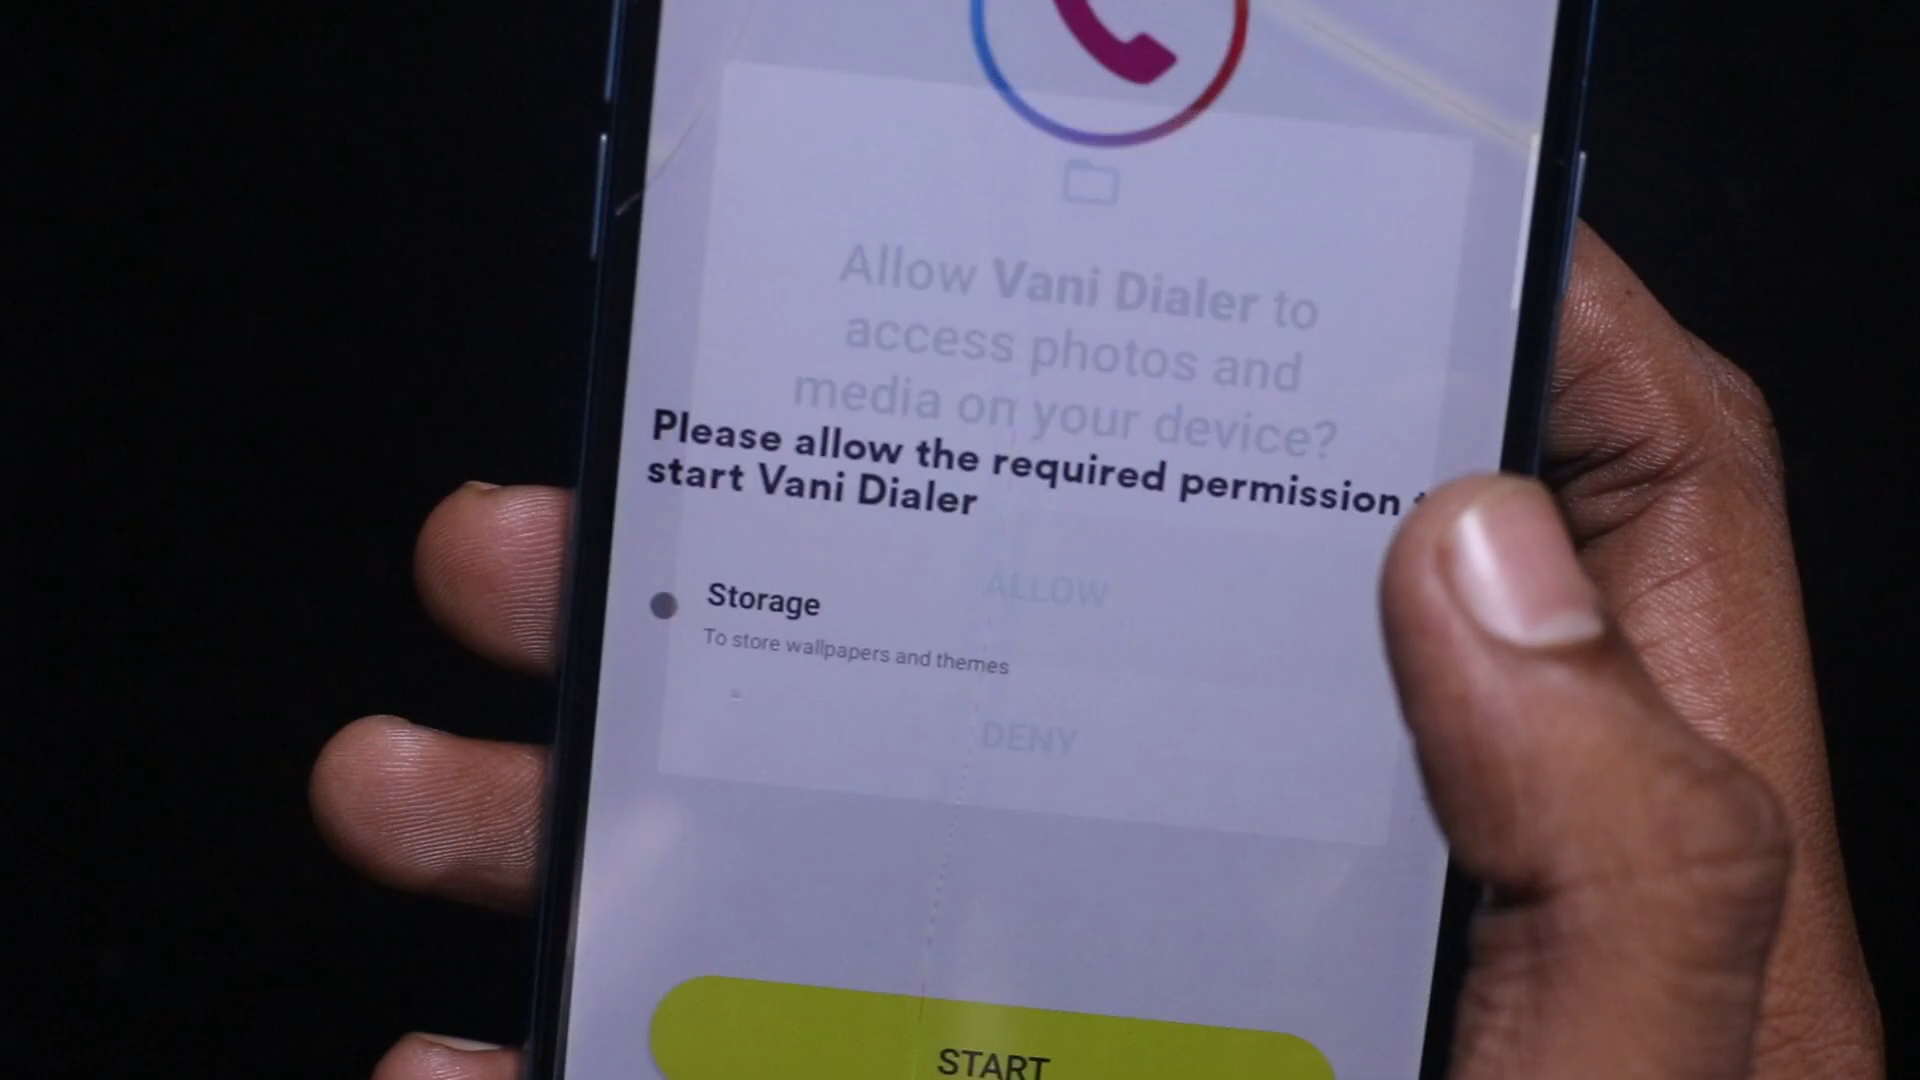 Allow Vani Dialer to
access photos and
media on your device?
Please allow the required permission
start Vani Dialer
ALLOW
Storage
To store wallpapers and themes
DENY
START